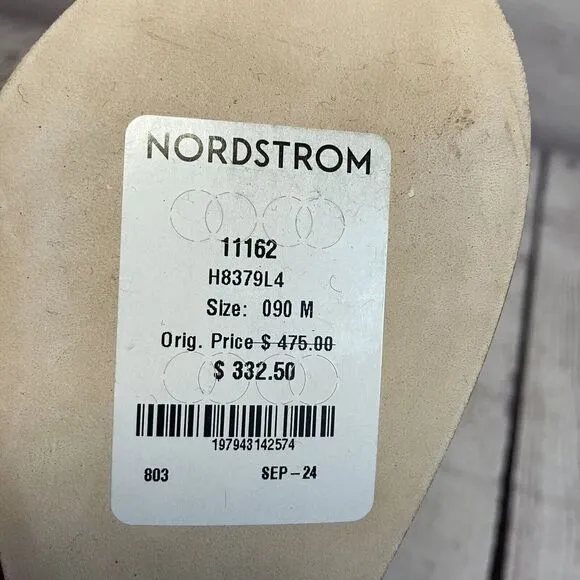 NORDSTROM
11162
H8379L4
Size: 090 M
Orig. Price $ 475.00
$ 332.50
197943142574
803 SEP-24